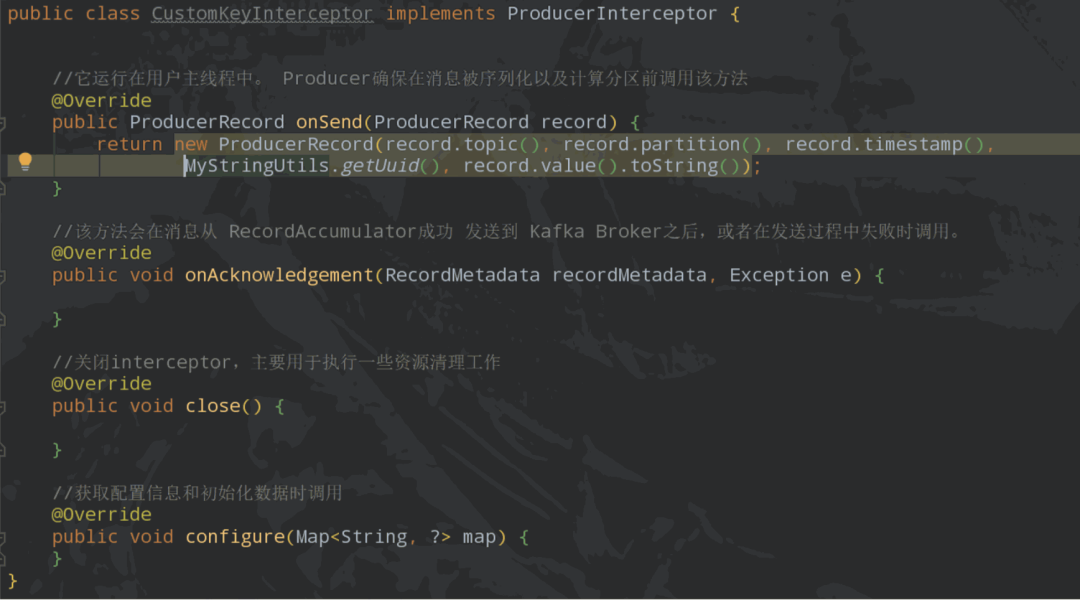 public class CustomKeyInterceptor implements ProducerInterceptor {
//它运行在用户主线程中。 Producer确保在消息被序列化以及计算分区前调用该方法
@Override
public ProducerRecord onSend(ProducerRecord record) {
return new ProducerRecord(record.topic(), record.partition(), record.timestamp(),
MyStringUtils.getUuid(), record.value().toString());
}
//该方法会在消息从 RecordAccumulator成功 发送到 Kafka Broker之后，或者在发送过程中失败时调用。
@Override
public void onAcknowledgement(RecordMetadata recordMetadata, Exception e) {
}
//关闭interceptor，主要用于执行一些资源清理工作
@Override
public void close() {
}
//获取配置信息和初始化数据时调用
@Override
public void configure(Map<String, ?> map) {
}
}